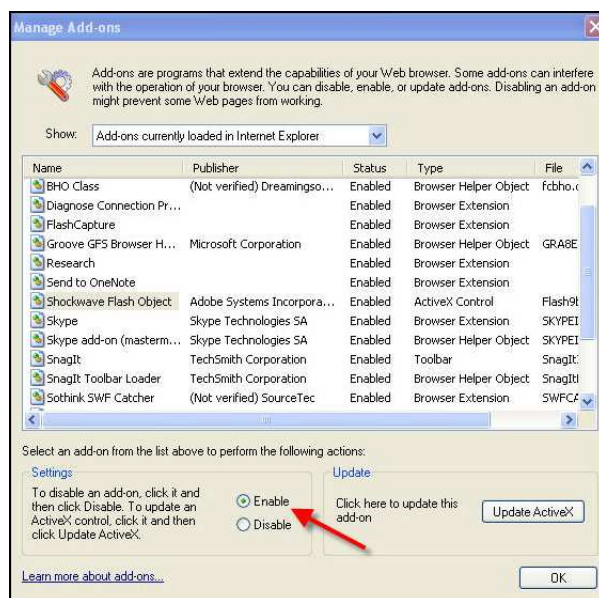 Manage Add-ons
Add-ons are programs that extend the capabilities of your Web browser. Some add-ons can interfere
with the operation of your browser. You can disable, enable, or update add-ons. Disabling an add-on
might prevent some Web pages from working.
Show: Add-ons currently loaded in Internet Explorer
Name Publisher Status Type File
BHO Class (Not verified) Dreamingso... Enabled Browser Helper Object fcbho.
Diagnose Connection Pr... Enabled Browser Extension
FlashCapture Enabled Browser Extension
Groove GFS Browser H... Microsoft Corporation Enabled Browser Helper Object GRA8E
Research Enabled Browser Extension
Send to OneNote Enabled Browser Extension
Shockwave Flash Object Adobe Systems Incorpora... Enabled ActiveX Control Flash9
Skype Skype Technologies SA Enabled Browser Extension SKYPEI
Skype add-on (masterm... Skype Technologies SA Enabled Browser Helper Object SKYPEI
SnagIt TechSmith Corporation Enabled Toolbar SnagIt
SnagIt Toolbar Loader TechSmith Corporation Enabled Browser Helper Object SnagIt
Sothink SWF Catcher (Not verified) SourceTec Enabled Browser Extension SWFCA
Select an add-on from the list above to perform the following actions:
Settings
To disable an add-on, click it and
then click Disable. To update an
ActiveX control, click it and then
click Update ActiveX.
Enable
Disable
Update
Click here to update this
add-on
Update ActiveX
Learn more about add-ons...
OK